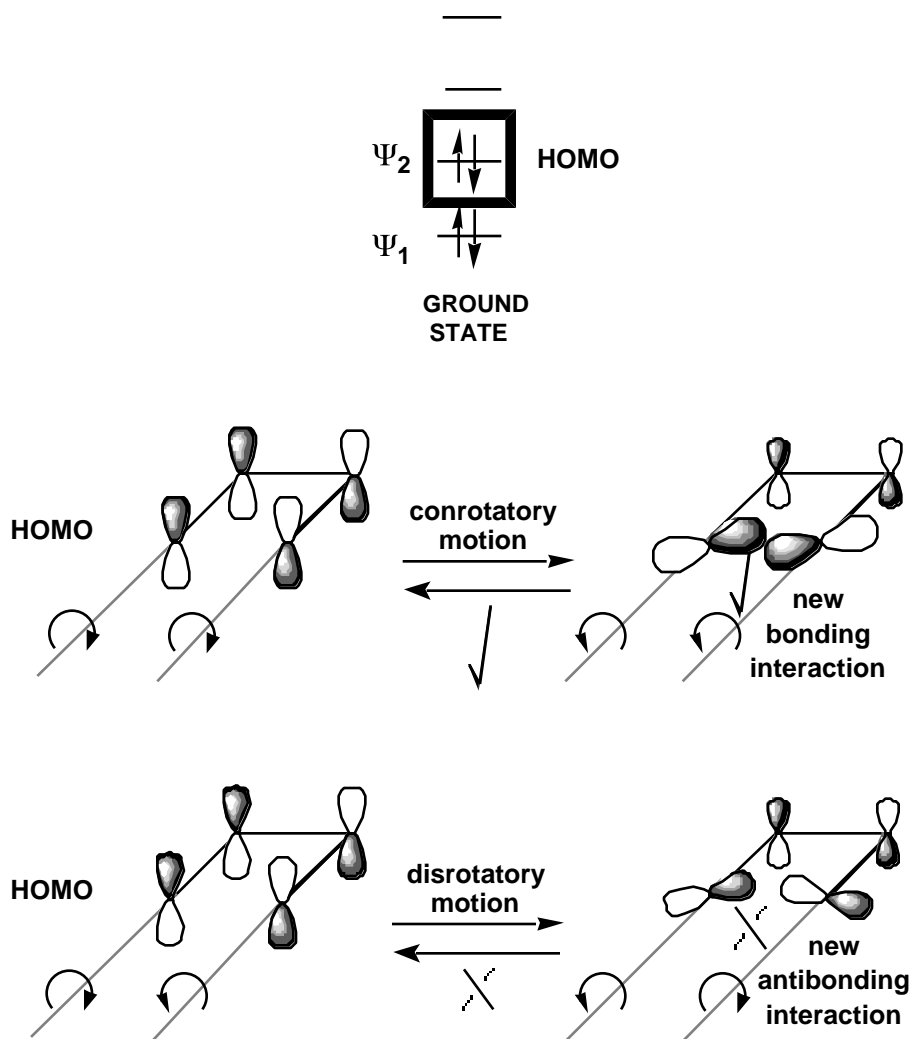 Ψ2 HOMO
Ψ1
GROUND
STATE
HOMO
conrotatory
motion
new
bonding
interaction
HOMO
disrotatory
motion
new
antibonding
interaction